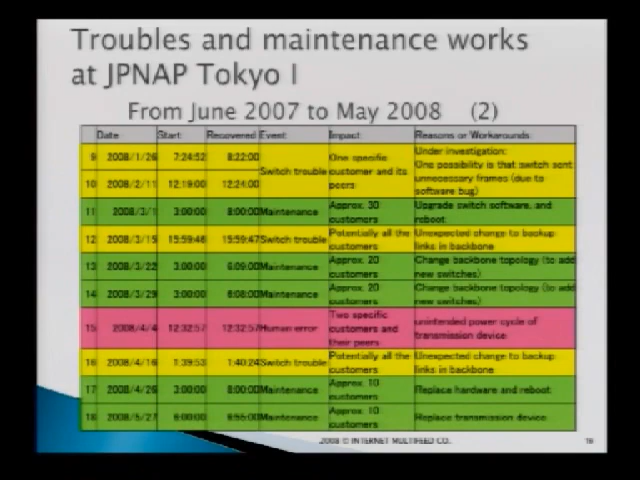 Troubles and maintenance works
at JPNAP Tokyo I
From June 2007 to May 2008 (2)
Date Start: Recovered Event: Impact: Reasons or Workarounds:
9 2008/1/26 7:24:52 8:22:00 Switch trouble One specific customer and its peers Under investigation: One possibility is that switch sent unnecessary frames (due to software bug)
10 2008/2/11 12:19:00 12:24:00
11 2008/3/1 3:00:00 8:00:00 Maintenance Approx. 30 customers Upgrade switch software, and reboot
12 2008/3/15 15:59:46 15:59:47 Switch trouble Potentially all the customers Unexpected change to backup links in backbone
13 2008/3/22 3:00:00 6:09:00 Maintenance Approx. 20 customers Change backbone topology (to add new switches)
14 2008/3/29 3:00:00 6:08:00 Maintenance Approx. 20 customers Change backbone topology (to add new switches)
15 2008/4/4 12:32:57 12:32:57 Human error Two specific customers and their peers unintended power cycle of transmission device
16 2008/4/16 1:39:53 1:40:24 Switch trouble Potentially all the customers Unexpected change to backup links in backbone
17 2008/4/26 3:00:00 8:00:00 Maintenance Approx. 10 customers Replace hardware and reboot
18 2008/5/27 6:00:00 6:55:00 Maintenance Approx. 10 customers Replace transmission device
2008 © INTERNET MULTIFEED CO.